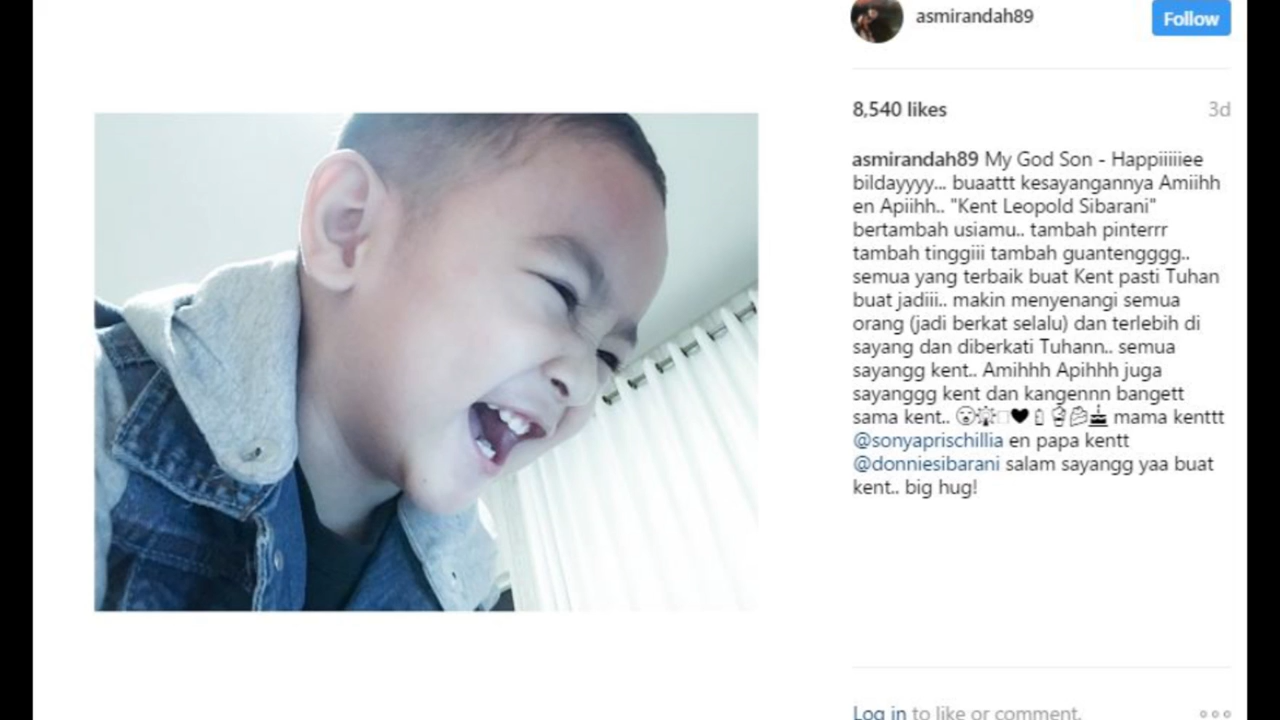 asmirandah89
Follow
8,540 likes
3d
asmirandah89 My God Son - Happiiiiiee
bildayyyy... buaattt kesayangannya Amiihh
en Apiihh.. "Kent Leopold Sibarani"
bertambah usiamu.. tambah pinterrr
tambah tinggiii tambah guantengggg..
semua yang terbaik buat Kent pasti Tuhan
buat jadiii.. makin menyenangi semua
orang (jadi berkat selalu) dan terlebih di
sayang dan diberkati Tuhann.. semua
sayangg kent.. Amihhh Apihhh juga
sayanggg kent dan kangennn bangett
sama kent.. mama kenttt
@sonyaprischillia en papa kentt
@donniesibarani salam sayangg yaa buat
kent.. big hug!
Log in to like or comment.